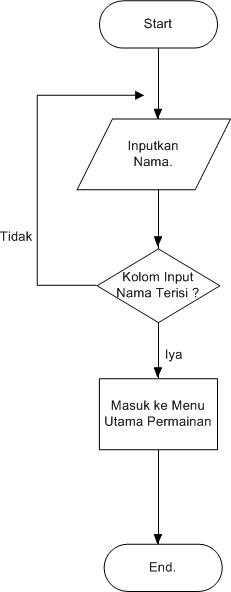 Start
Inputkan
Nama.
Kolom Input
Nama Terisi ?
Tidak
Iya
Masuk ke Menu
Utama Permainan
End.